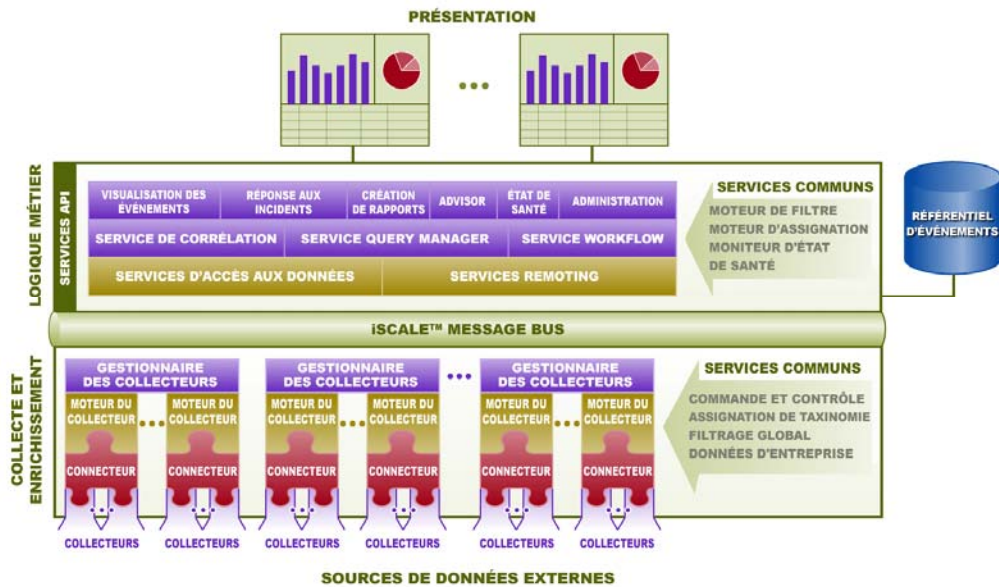 PRÉSENTATION
LOGIQUE MÉTIER
SERVICES API
VISUALISATION DES
ÉVÉNEMENTS
RÉPONSE AUX
INCIDENTS
CRÉATION
DE RAPPORTS
ADVISOR
ÉTAT DE
SANTÉ
ADMINISTRATION
SERVICE DE CORRÉLATION
SERVICE QUERY MANAGER
SERVICE WORKFLOW
SERVICES D'ACCÈS AUX DONNÉES
SERVICES REMOTING
SERVICES COMMUNS
MOTEUR DE FILTRE
MOTEUR D'ASSIGNATION
MONITEUR D'ÉTAT
DE SANTÉ
RÉFÉRENTIEL
D'ÉVÉNEMENTS
iSCALE™ MESSAGE BUS
COLLECTE ET
ENRICHISSEMENT
GESTIONNAIRE
DES COLLECTEURS
GESTIONNAIRE
DES COLLECTEURS
GESTIONNAIRE
DES COLLECTEURS
MOTEUR DU
COLLECTEUR
MOTEUR DU
COLLECTEUR
MOTEUR DU
COLLECTEUR
MOTEUR DU
COLLECTEUR
MOTEUR DU
COLLECTEUR
MOTEUR DU
COLLECTEUR
CONNECTEUR
CONNECTEUR
CONNECTEUR
CONNECTEUR
CONNECTEUR
CONNECTEUR
SERVICES COMMUNS
COMMANDE ET CONTRÔLE
ASSIGNATION DE TAXINOMIE
FILTRAGE GLOBAL
DONNÉES D'ENTREPRISE
COLLECTEURS
COLLECTEURS
COLLECTEURS
COLLECTEURS
COLLECTEURS
COLLECTEURS
SOURCES DE DONNÉES EXTERNES